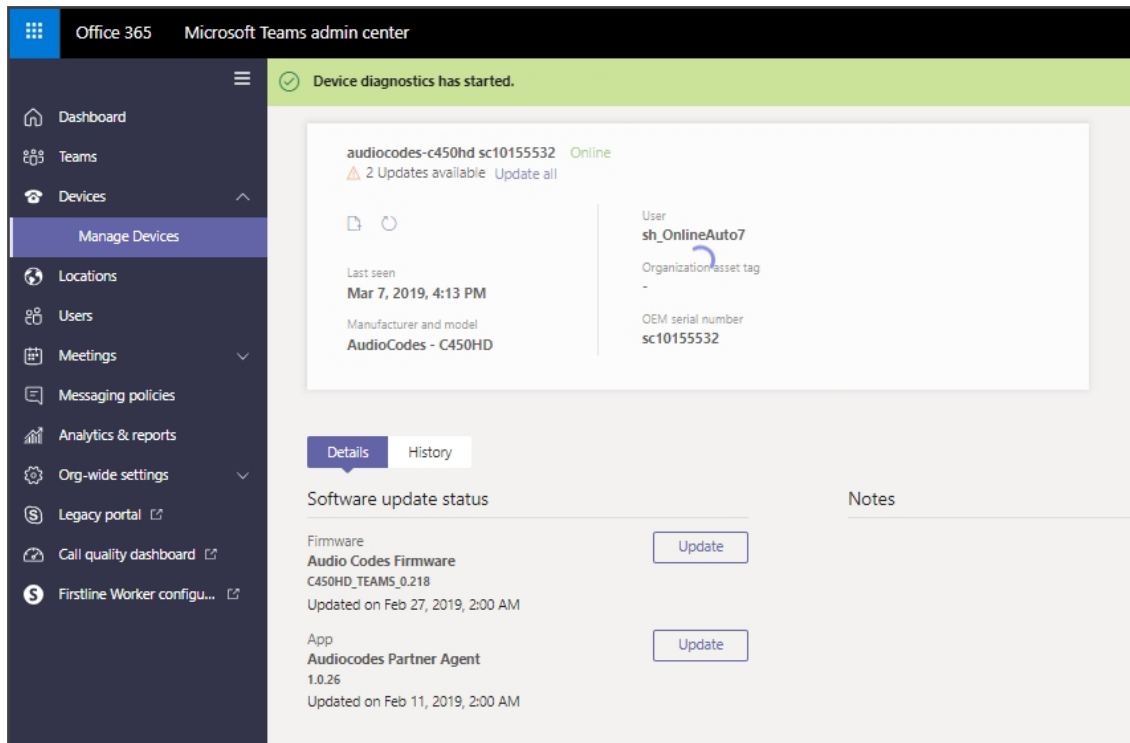 Office 365 Microsoft Teams admin center
Device diagnostics has started.
Dashboard
Teams
Devices
Manage Devices
Locations
Users
Meetings
Messaging policies
Analytics & reports
Org-wide settings
Legacy portal
Call quality dashboard
Firstline Worker configu...
audiocodes-c450hd sc10155532 Online
2 Updates available Update all
Last seen
Mar 7, 2019, 4:13 PM
Manufacturer and model
AudioCodes - C450HD
User
sh_OnlineAuto7
Organization asset tag
-
OEM serial number
sc10155532
Details History
Software update status
Firmware
Audio Codes Firmware
C450HD_TEAMS_0.218
Updated on Feb 27, 2019, 2:00 AM
Update
App
Audiocodes Partner Agent
1.0.26
Updated on Feb 11, 2019, 2:00 AM
Update
Notes